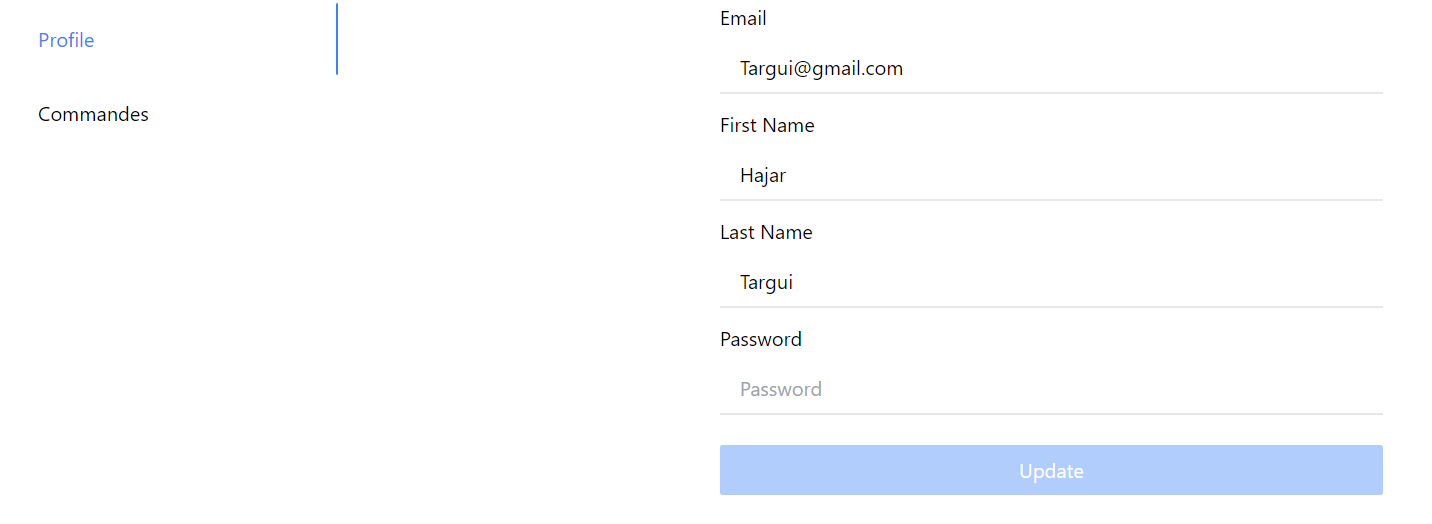 Profile
Commandes
Email
Targui@gmail.com
First Name
Hajar
Last Name
Targui
Password
Password
Update